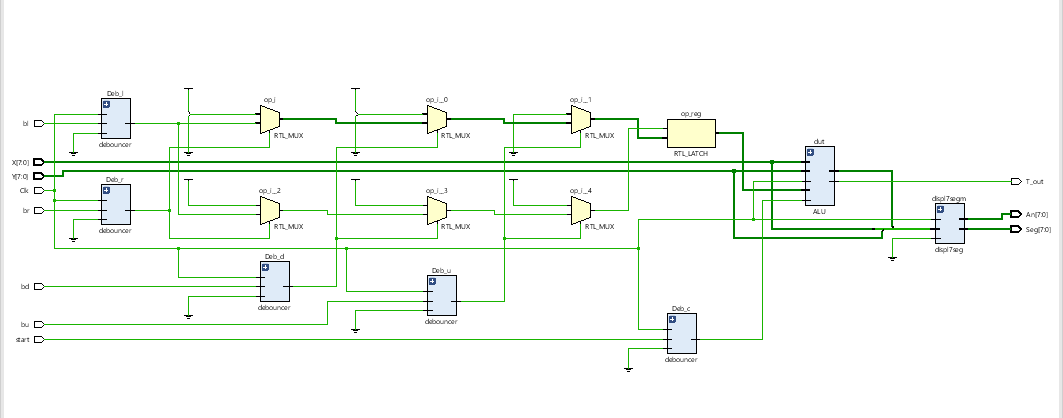 Deb_l
op_i
op_i__0
op_i__1
op_reg
bl
RTL_MUX
RTL_MUX
RTL_MUX
debouncer
RTL_LATCH
dut
X[7:0]
Y[7:0]
Deb_r
T_out
Clk
op_i__2
op_i__3
op_i__4
displ7segm
br
ALU
An[7:0]
RTL_MUX
RTL_MUX
RTL_MUX
Seg[7:0]
debouncer
displ7seg
Deb_d
Deb_u
bd
debouncer
Deb_c
bu
debouncer
start
debouncer